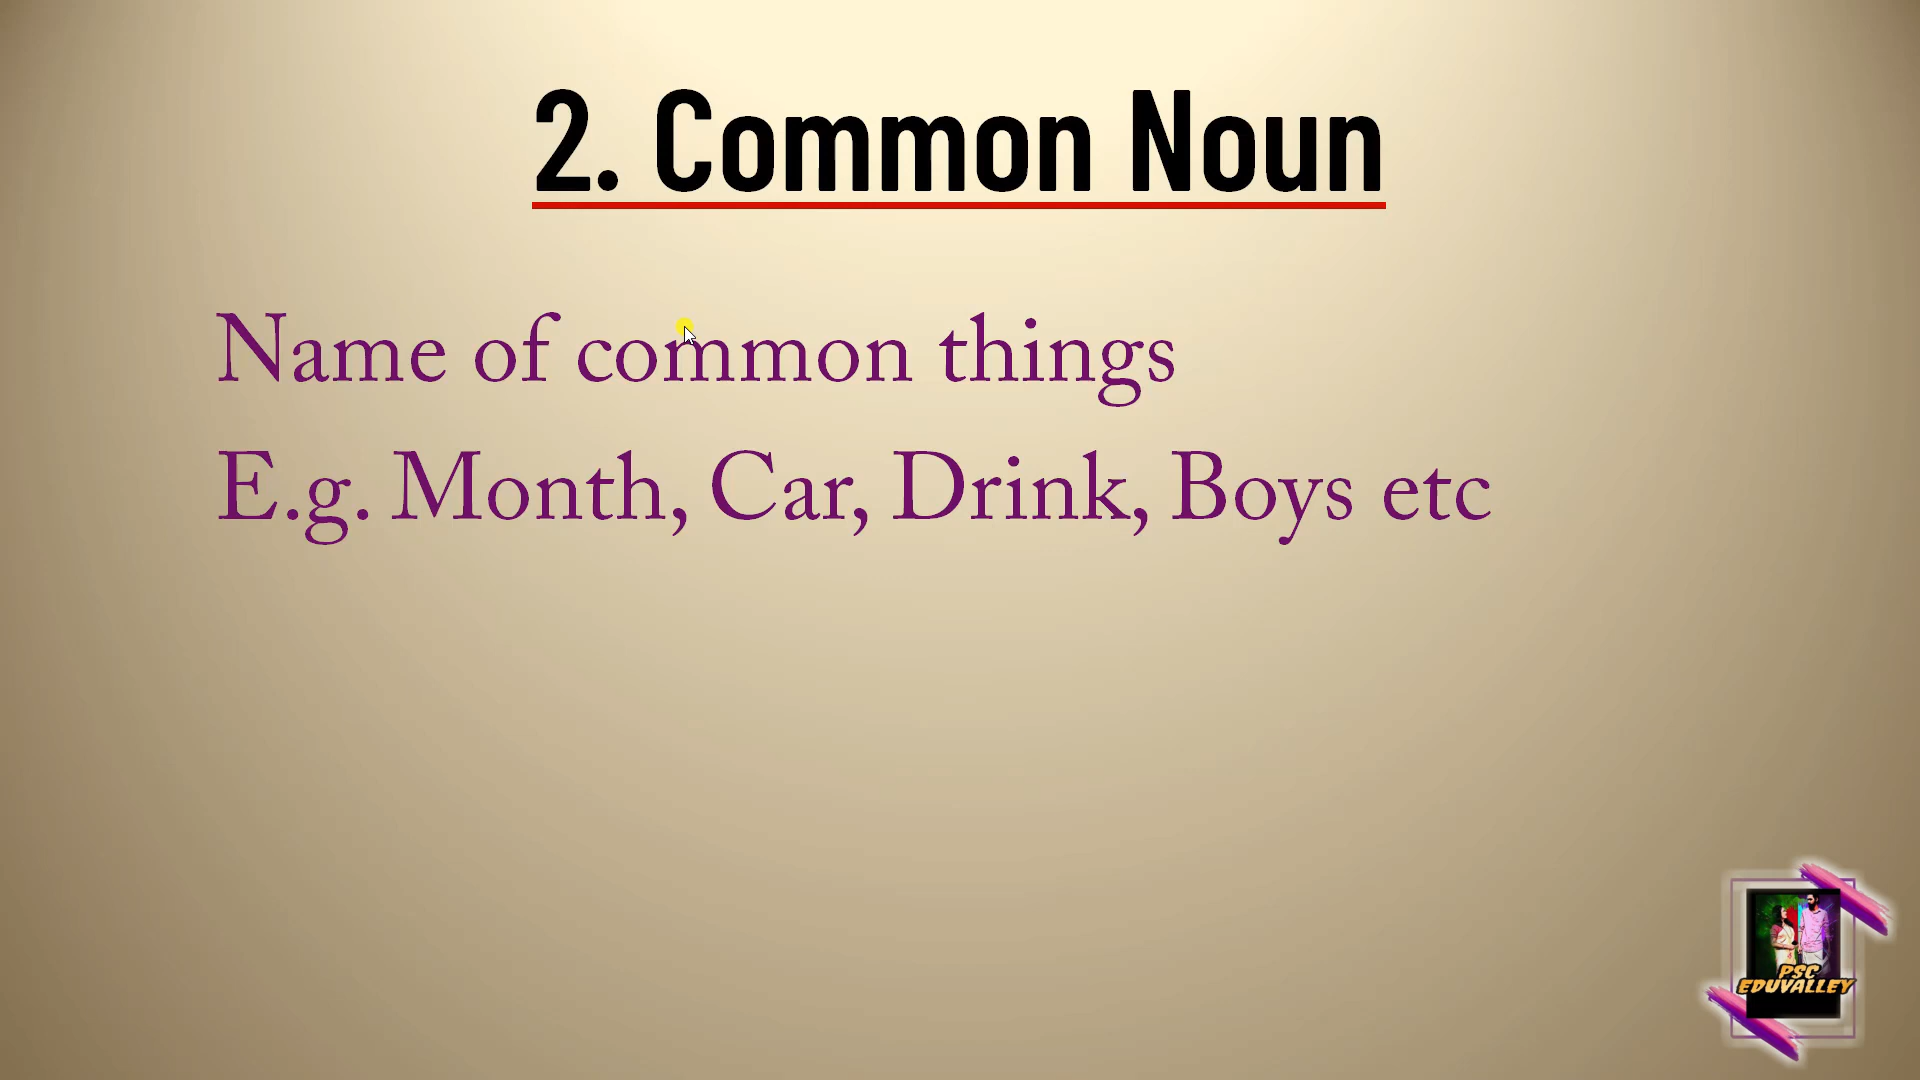 2. Common Noun
Name of common things
E.g. Month, Car, Drink, Boys etc
PSC
EDUVALLEY